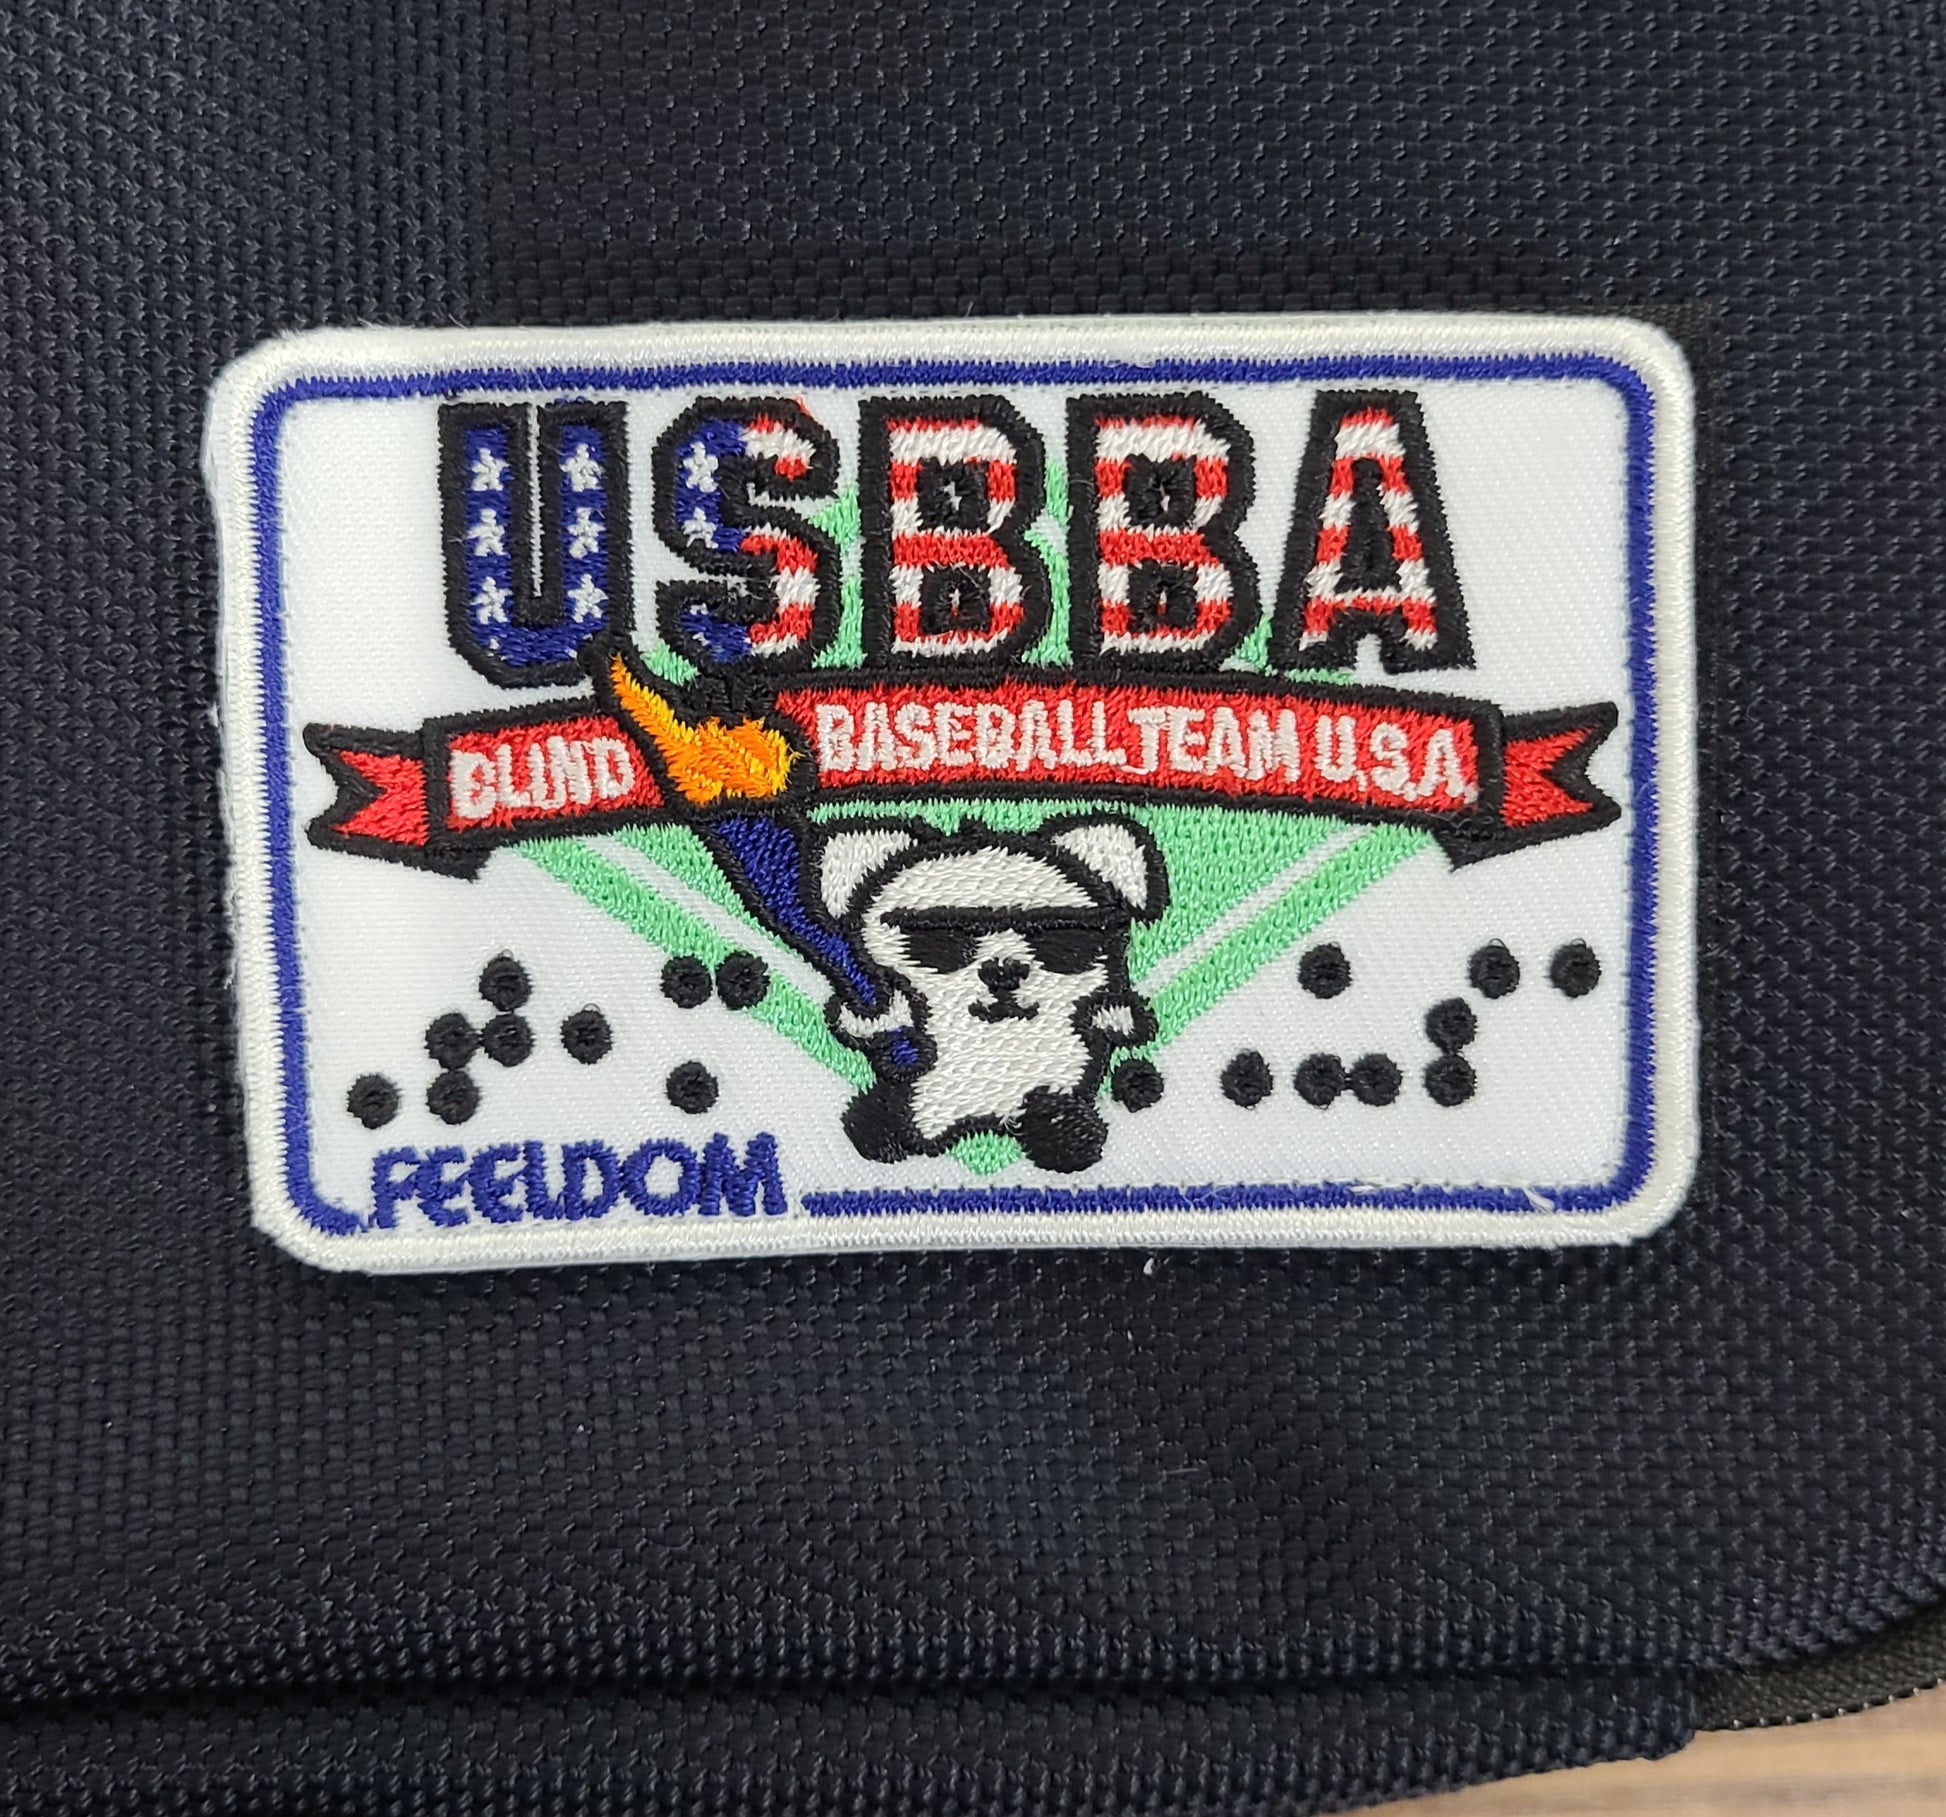 USBBA
BLIND BASEBALL TEAM U.S.A.
⠠⠞⠂⠍ ⠠⠠⠥⠎⠁
FEELDOM